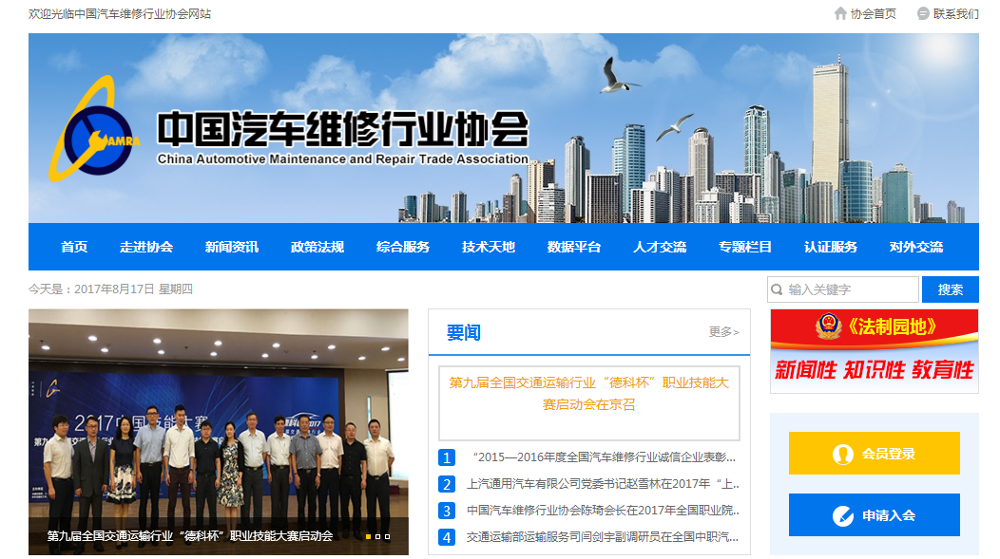 欢迎光临中国汽车维修行业协会网站
协会首页 联系我们
AMRA
中国汽车维修行业协会
China Automotive Maintenance and Repair Trade Association
首页 走进协会 新闻资讯 政策法规 综合服务 技术天地 数据平台 人才交流 专题栏目 认证服务 对外交流
今天是：2017年8月17日 星期四
输入关键字 搜索
2017中国技能大赛
第九届全国交通运输行业“德科杯”职业技能大赛启动会
要闻 更多>
第九届全国交通运输行业“德科杯”职业技能大
赛启动会在京召
1 “2015—2016年度全国汽车维修行业诚信企业表彰...
2 上汽通用汽车有限公司党委书记赵雪林在2017年“上..
3 中国汽车维修行业协会陈琦会长在2017年全国职业院..
4 交通运输部运输服务司闫剑宇副调研员在全国中职汽...
《法制园地》
新闻性 知识性 教育性
会员登录
申请入会